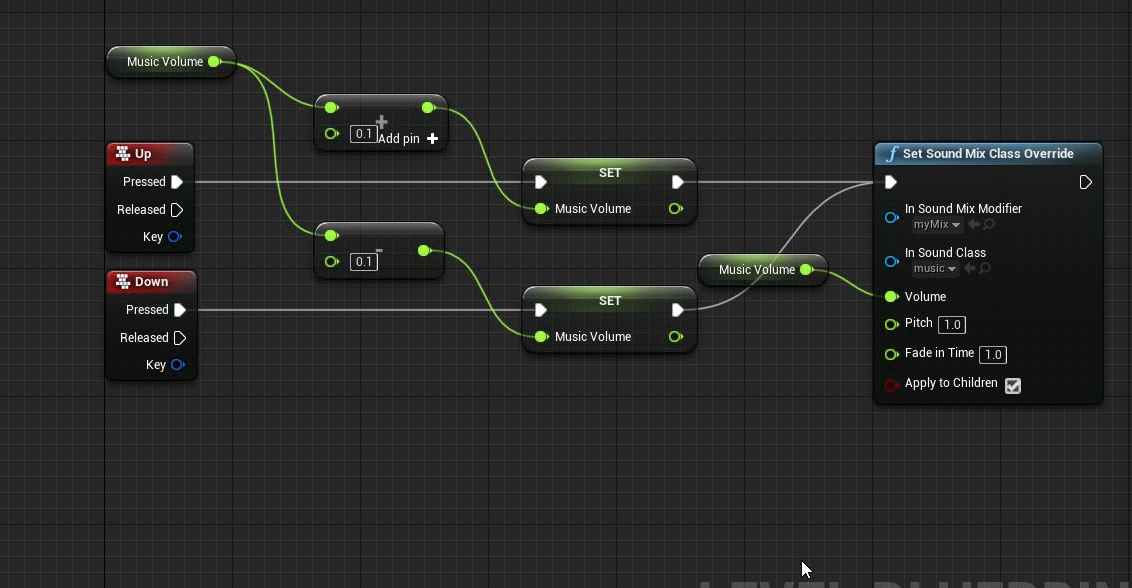 Music Volume
0.1
Add pin
Up
Pressed
Released
Key
SET
Music Volume
0.1
Down
Pressed
Released
Key
SET
Music Volume
Music Volume
Set Sound Mix Class Override
In Sound Mix Modifier
myMix
In Sound Class
music
Volume
Pitch 1.0
Fade in Time 1.0
Apply to Children